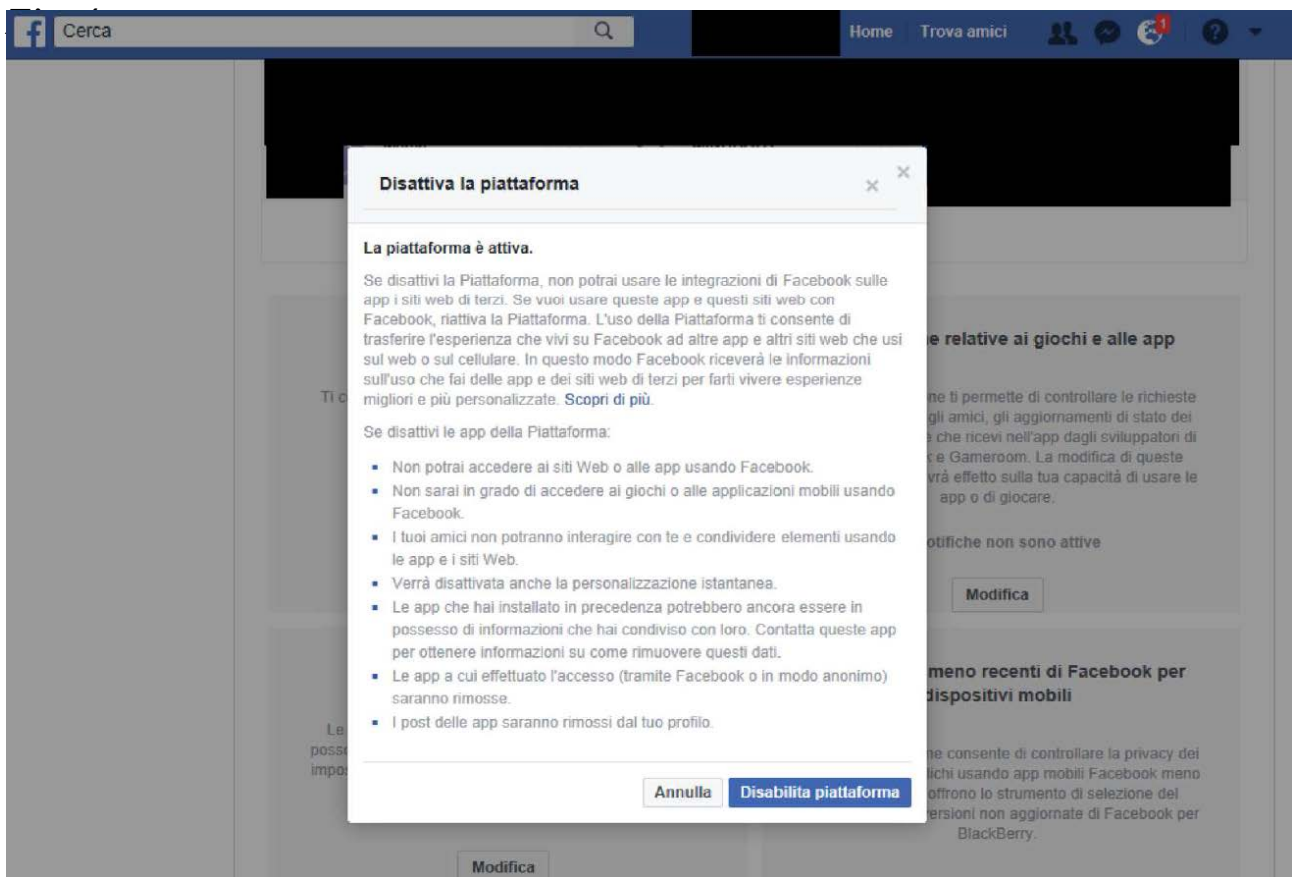 f Cerca Home Trova amici 1 ?
Disattiva la piattaforma × ×
La piattaforma è attiva.
Se disattivi la Piattaforma, non potrai usare le integrazioni di Facebook sulle
app i siti web di terzi. Se vuoi usare queste app e questi siti web con
Facebook, riattiva la Piattaforma. L'uso della Piattaforma ti consente di
trasferire l'esperienza che vivi su Facebook ad altre app e altri siti web che usi
sul web o sul cellulare. In questo modo Facebook riceverà le informazioni
sull'uso che fai delle app e dei siti web di terzi per farti vivere esperienze
migliori e più personalizzate. Scopri di più.
Se disattivi le app della Piattaforma:
▪ Non potrai accedere ai siti Web o alle app usando Facebook.
▪ Non sarai in grado di accedere ai giochi o alle applicazioni mobili usando
Facebook.
▪ I tuoi amici non potranno interagire con te e condividere elementi usando
le app e i siti Web.
▪ Verrà disattivata anche la personalizzazione istantanea.
▪ Le app che hai installato in precedenza potrebbero ancora essere in
possesso di informazioni che hai condiviso con loro. Contatta queste app
per ottenere informazioni su come rimuovere questi dati.
▪ Le app a cui effettuato l'accesso (tramite Facebook o in modo anonimo)
saranno rimosse.
▪ I post delle app saranno rimossi dal tuo profilo.
Annulla Disabilita piattaforma
Ti
Le
Modifica
relative ai giochi e alle app
ti permette di controllare le richieste
gli amici, gli aggiornamenti di stato dei
che ricevi nell'app dagli sviluppatori di
e Gameroom. La modifica di queste
effetto sulla tua capacità di usare le
app o di giocare.
non sono attive
Modifica
meno recenti di Facebook per
dispositivi mobili
consente di controllare la privacy dei
usando app mobili Facebook meno
offrono lo strumento di selezione del
non aggiornate di Facebook per
BlackBerry.